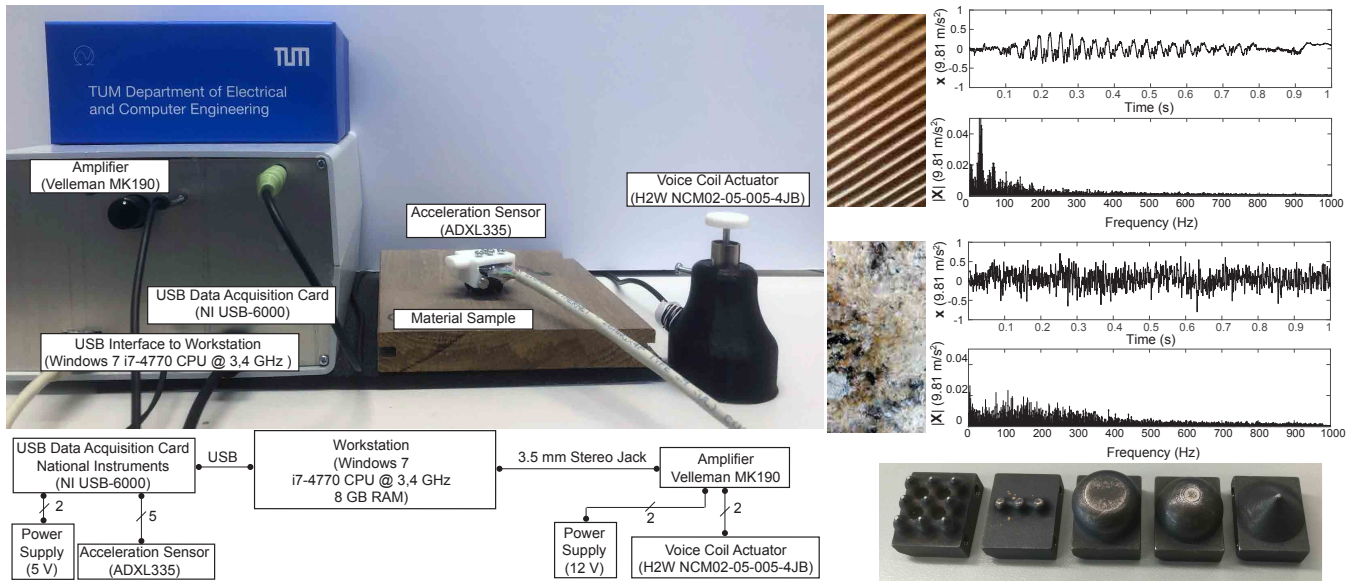 TUM
TUM Department of Electrical
and Computer Engineering
Amplifier
(Velleman MK190)
Voice Coil Actuator
(H2W NCM02-05-005-4JB)
Acceleration Sensor
(ADXL335)
USB Data Acquisition Card
(NI USB-6000)
Material Sample
USB Interface to Workstation
(Windows 7 i7-4770 CPU @ 3,4 GHz )
USB Data Acquisition Card
National Instruments
(NI USB-6000)
USB
Workstation
(Windows 7
i7-4770 CPU @ 3,4 GHz
8 GB RAM)
3.5 mm Stereo Jack
Amplifier
Velleman MK190
2
5
2
2
Power
Supply
(5 V)
Acceleration Sensor
(ADXL335)
Power
Supply
(12 V)
Voice Coil Actuator
(H2W NCM02-05-005-4JB)
x (9.81 m/s²)
1
0.5
0
-0.5
-1
0.1 0.2 0.3 0.4 0.5 0.6 0.7 0.8 0.9 1
Time (s)
|X| (9.81 m/s²)
0.04
0.02
0
0 100 200 300 400 500 600 700 800 900 1000
Frequency (Hz)
x (9.81 m/s²)
1
0.5
0
-0.5
-1
0.1 0.2 0.3 0.4 0.5 0.6 0.7 0.8 0.9 1
Time (s)
|X| (9.81 m/s²)
0.04
0.02
0
0 100 200 300 400 500 600 700 800 900 1000
Frequency (Hz)